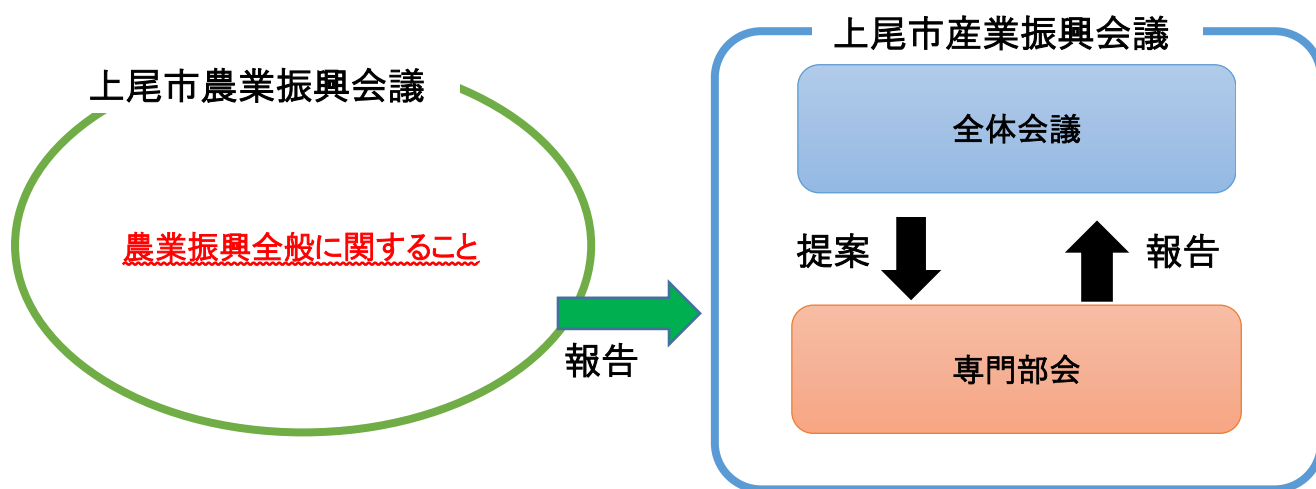 上尾市農業振興会議
農業振興全般に関すること
報告
上尾市産業振興会議
全体会議
提案
報告
専門部会